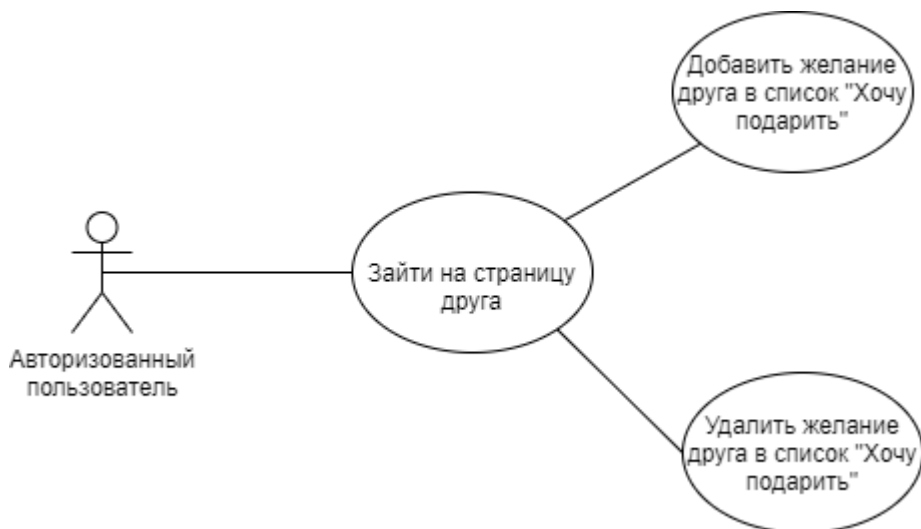 Добавить желание
друга в список "Хочу
подарить"
Зайти на страницу
друга
Авторизованный
пользователь
Удалить желание
друга в список "Хочу
подарить"